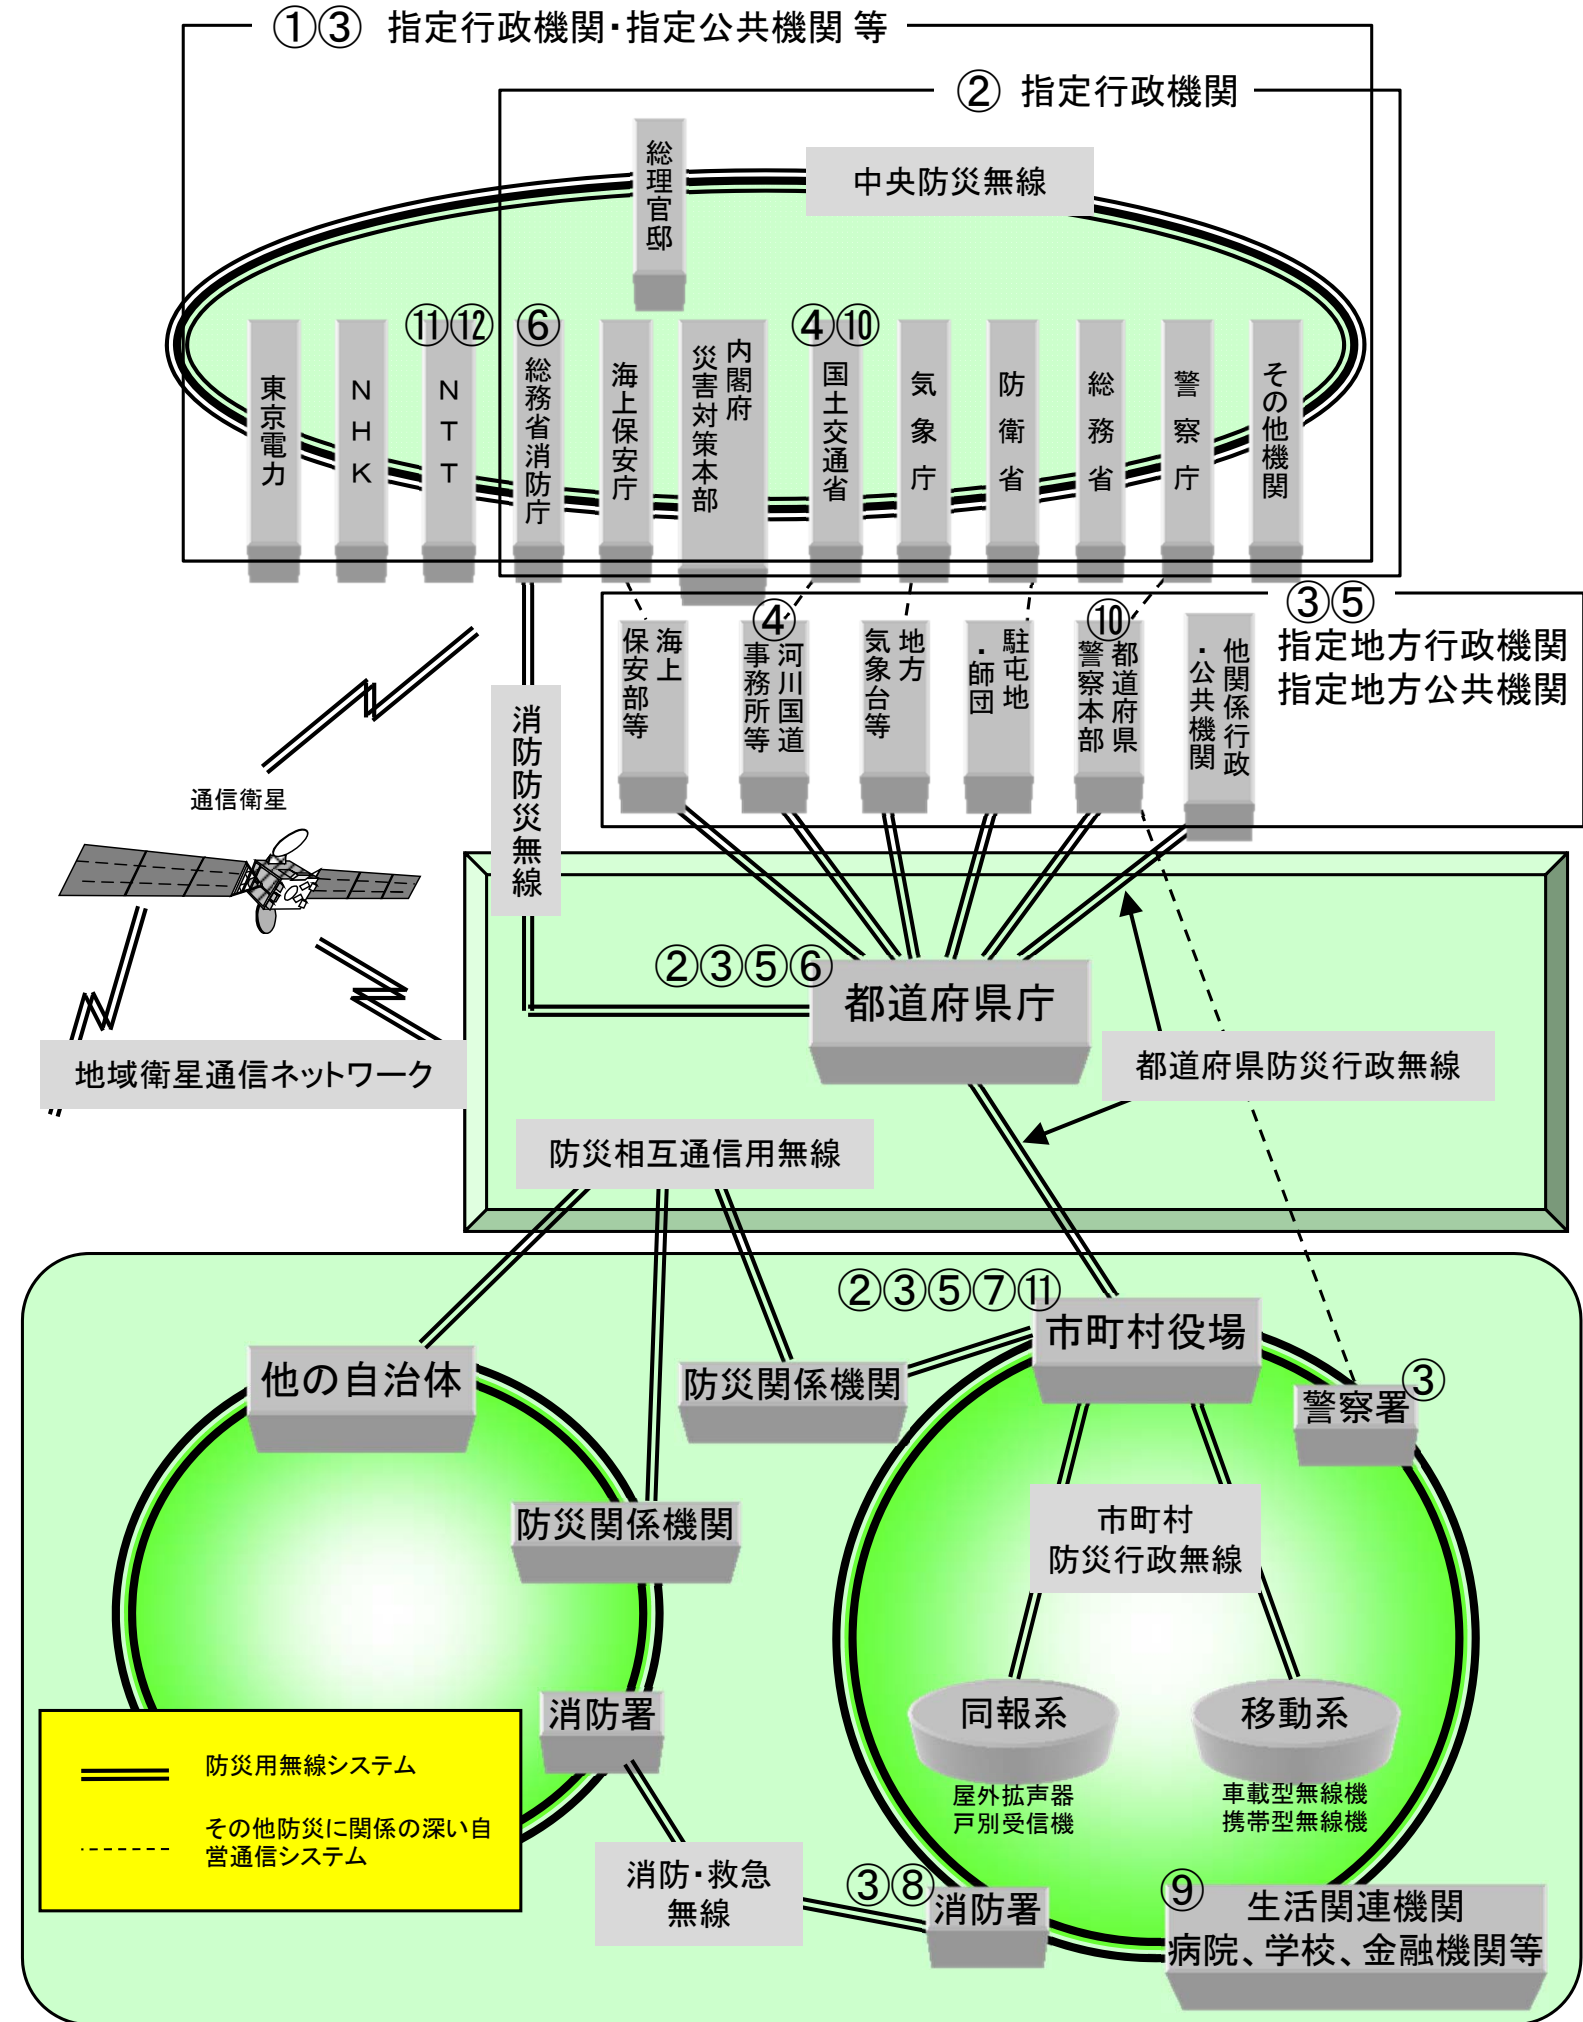 ①③ 指定行政機関・指定公共機関 等
② 指定行政機関
総理官邸
中央防災無線
東京電力
NHK
⑪⑫
NTT
⑥
総務省消防庁
海上保安庁
内閣府
災害対策本部
④⑩
国土交通省
気象庁
防衛省
総務省
警察庁
その他機関
③⑤
指定地方行政機関
指定地方公共機関
海上
保安部等
④
河川国道
事務所等
地方
気象台等
駐屯地
・師団
⑩
都道府県
警察本部
他関係行政
・公共機関
消防防災無線
通信衛星
地域衛星通信ネットワーク
②③⑤⑥
都道府県庁
都道府県防災行政無線
防災相互通信用無線
②③⑤⑦⑪
市町村役場
他の自治体
防災関係機関
警察署
③
防災関係機関
市町村
防災行政無線
消防署
同報系
屋外拡声器
戸別受信機
移動系
車載型無線機
携帯型無線機
防災用無線システム
その他防災に関係の深い自
営通信システム
消防・救急
無線
③⑧
消防署
⑨
生活関連機関
病院、学校、金融機関等